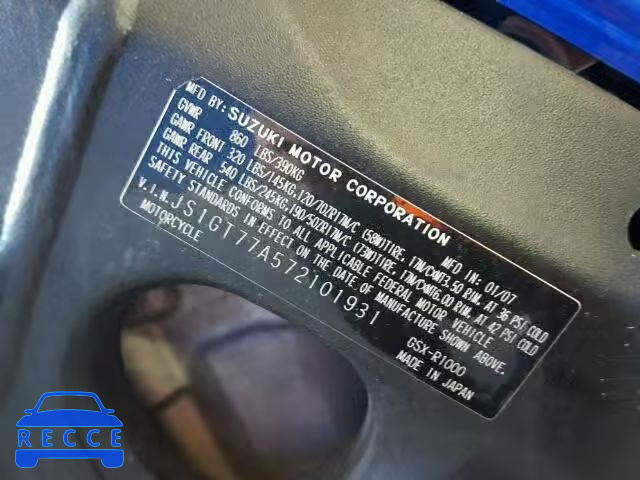 MFD BY: SUZUKI MOTOR CORPORATION
GVWR 860 LBS/390KG MFD IN: 01/07
GAWR FRONT 320 LBS/145KG,120/70ZR17M/C (58W)TIRE, 17M/CXMT3.50 RIM, AT 36 PSI COLD
GAWR REAR 540 LBS/245KG,190/50ZR17M/C (73W)TIRE, 17M/CXM6.00 RIM, AT 42 PSI COLD
THIS VEHICLE CONFORMS TO ALL APPLICABLE FEDERAL MOTOR VEHICLE
SAFETY STANDARDS IN EFFECT ON THE DATE OF MANUFACTURE SHOWN ABOVE.
V.I.N. JS1GT77A572101931 GSX-R1000
MOTORCYCLE MADE IN JAPAN
RECCE